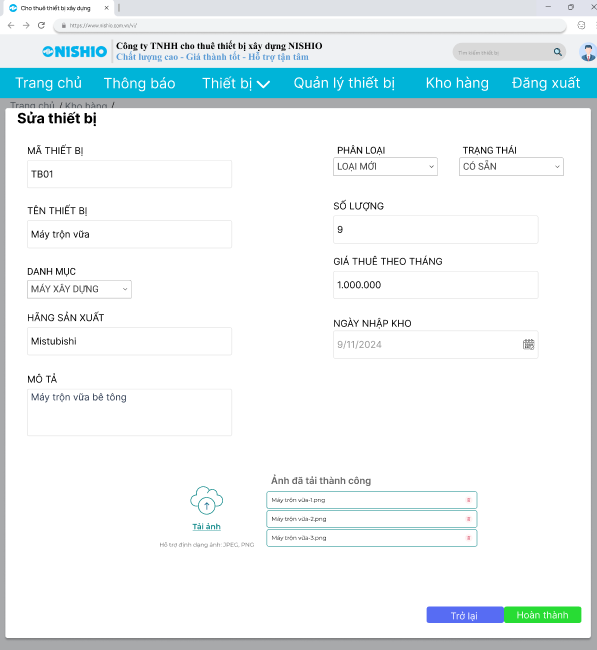 Cho thuê thiết bị xây dựng
https://www.nishio.com.vn/vi/
NISHIO
Công ty TNHH cho thuê thiết bị xây dựng NISHIO
Chất lượng cao - Giá thành tốt - Hỗ trợ tận tâm
Tìm kiếm thiết bị
Trang chủ Thông báo Thiết bị Quản lý thiết bị Kho hàng Đăng xuất
Trang chủ / Kho hàng /
Sửa thiết bị
MÃ THIẾT BỊ
TB01
PHÂN LOẠI
LOẠI MỚI
TRẠNG THÁI
CÓ SẴN
TÊN THIẾT BỊ
Máy trộn vữa
SỐ LƯỢNG
9
DANH MỤC
MÁY XÂY DỰNG
GIÁ THUÊ THEO THÁNG
1.000.000
HÃNG SẢN XUẤT
Mistubishi
NGÀY NHẬP KHO
9/11/2024
MÔ TẢ
Máy trộn vữa bê tông
Tải ảnh
Hỗ trợ định dạng ảnh: JPEG, PNG
Ảnh đã tải thành công
Máy trộn vữa-1.png
Máy trộn vữa-2.png
Máy trộn vữa-3.png
Trở lại
Hoàn thành